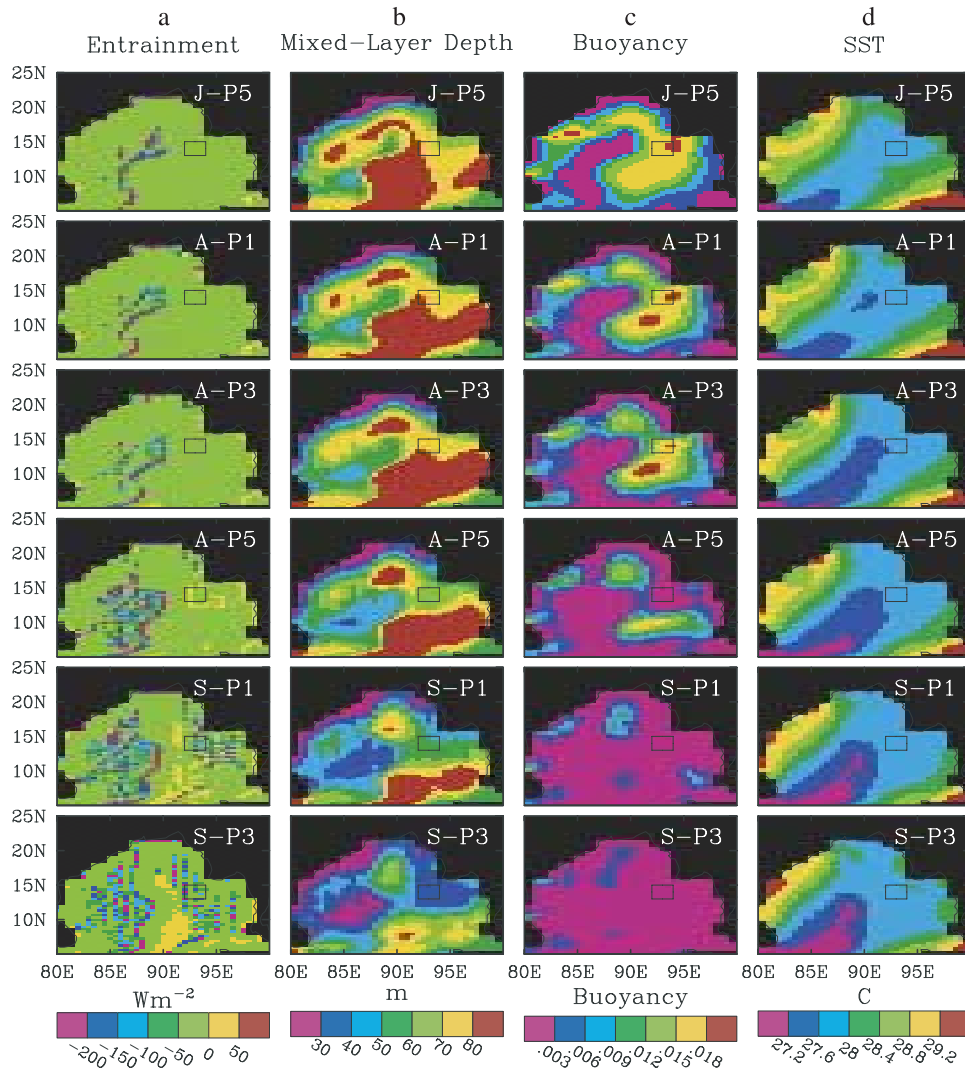 a b c d
Entrainment Mixed-Layer Depth Buoyancy SST
25N J-P5 J-P5 J-P5 J-P5
20N
15N
10N
25N A-P1 A-P1 A-P1 A-P1
20N
15N
10N
25N A-P3 A-P3 A-P3 A-P3
20N
15N
10N
25N A-P5 A-P5 A-P5 A-P5
20N
15N
10N
25N S-P1 S-P1 S-P1 S-P1
20N
15N
10N
25N S-P3 S-P3 S-P3 S-P3
20N
15N
10N
80E 90E 95E 80E 90E 95E 80E 90E 95E 80E 90E 95E
Wm⁻² m Buoyancy C
-200 -150 -100 -50 0 50 30 40 50 60 70 80 .003 .006 .009 .012 .015 .018 27.2 27.6 28 28.4 28.8 29.2